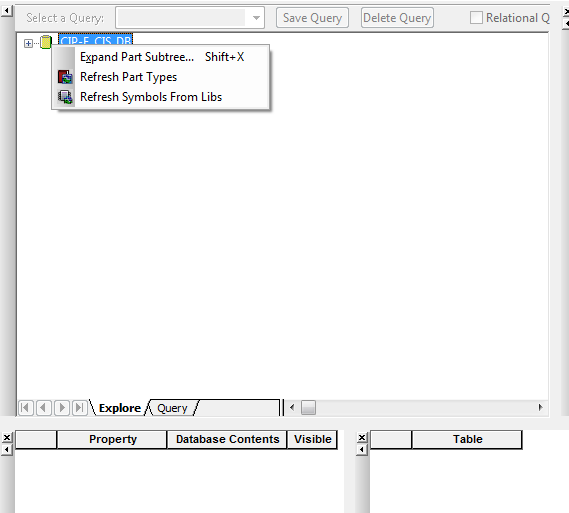 Select a Query: Save Query Delete Query Relational Q
CIP-E_CIS_DB
Expand Part Subtree... Shift+X
Refresh Part Types
Refresh Symbols From Libs
Explore Query
Property Database Contents Visible Table